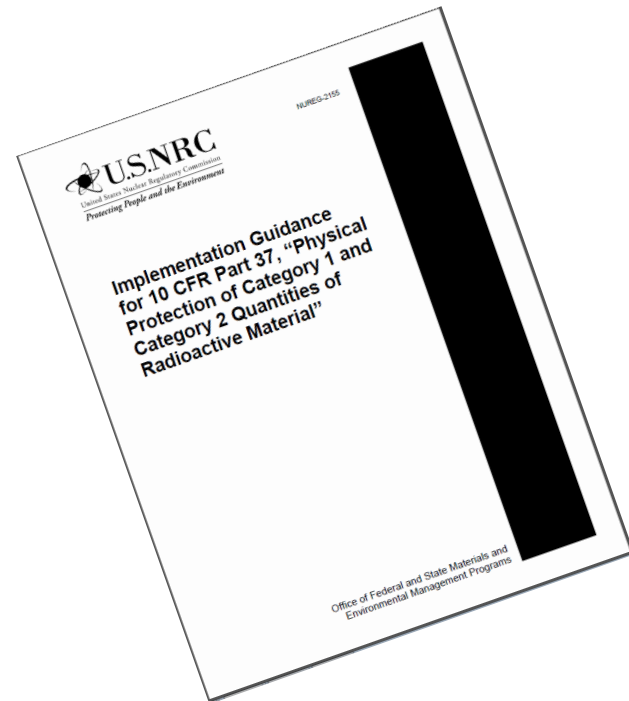 NUREG-2155
U.S.NRC
United States Nuclear Regulatory Commission
Protecting People and the Environment
Implementation Guidance
for 10 CFR Part 37, “Physical
Protection of Category 1 and
Category 2 Quantities of
Radioactive Material”
Office of Federal and State Materials and
Environmental Management Programs